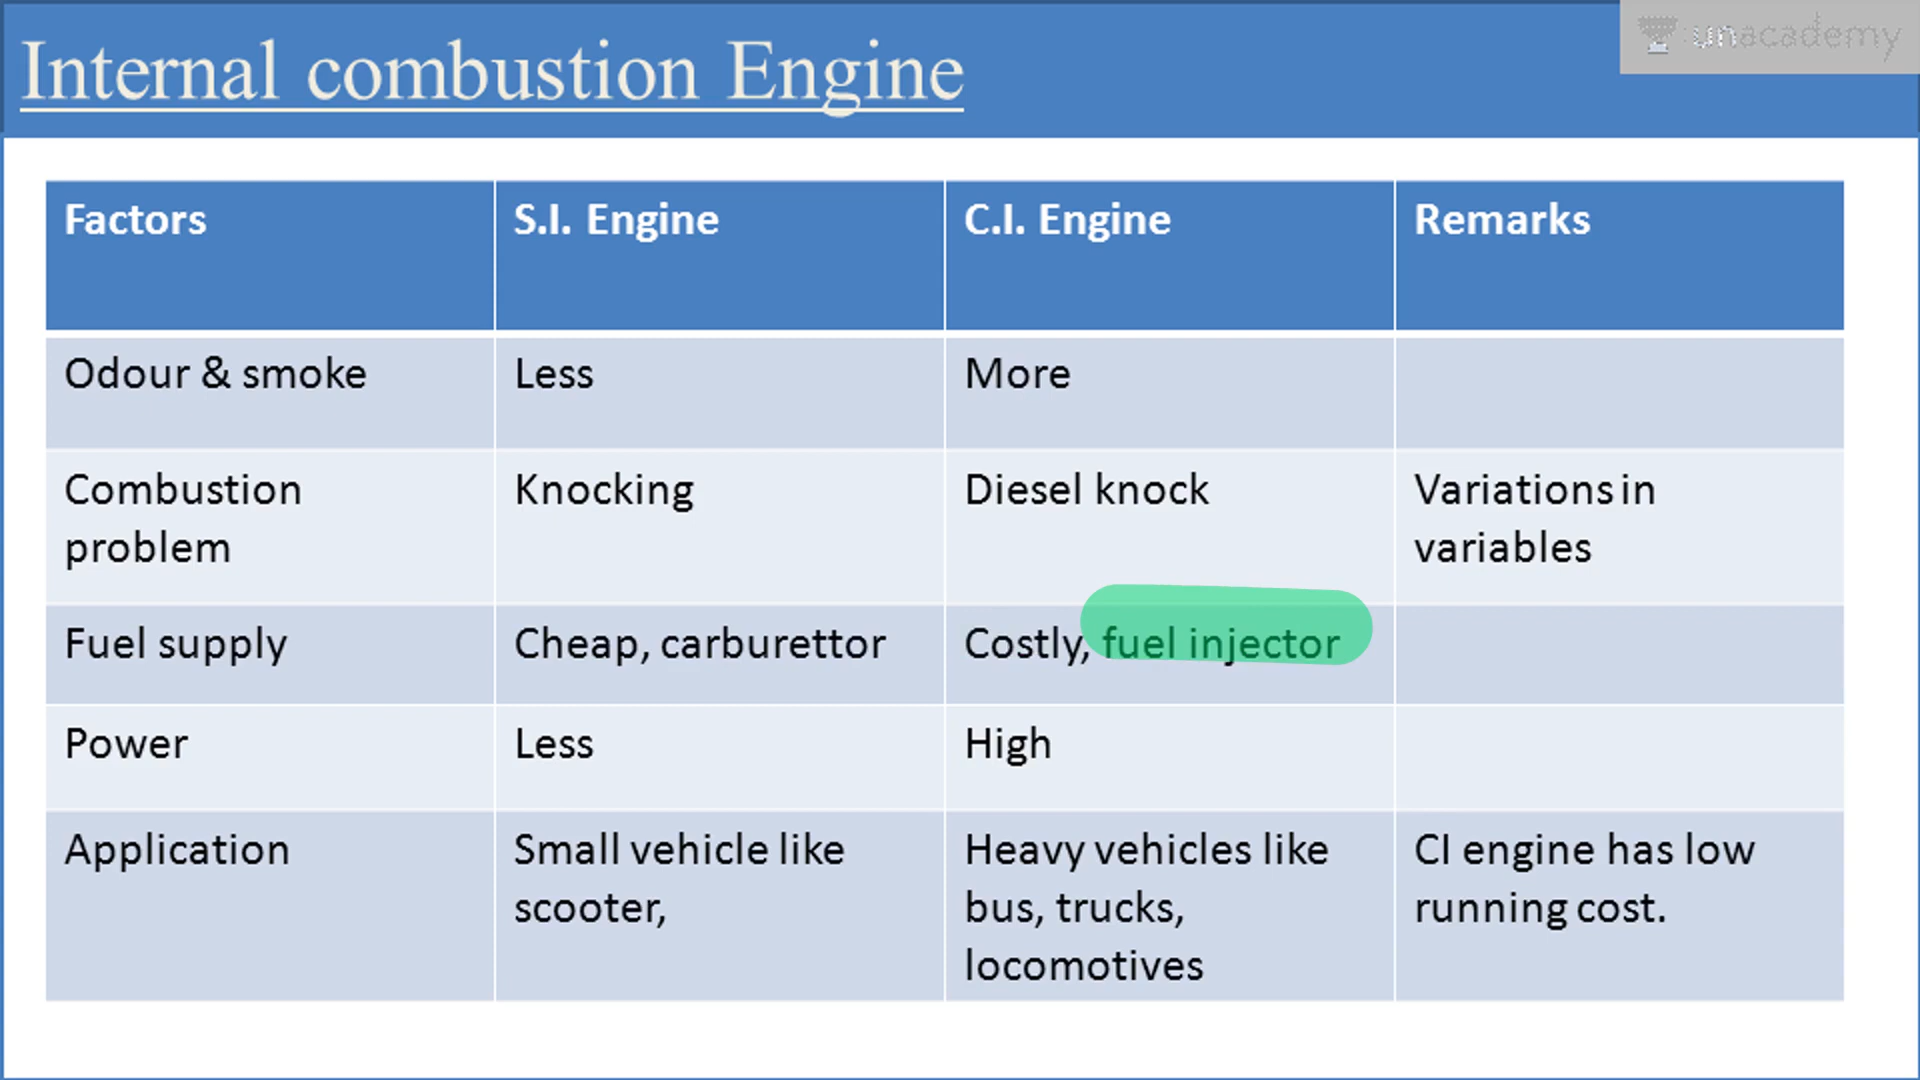 Internal combustion Engine
unacademy
Factors S.I. Engine C.I. Engine Remarks
Odour & smoke Less More
Combustion problem Knocking Diesel knock Variations in variables
Fuel supply Cheap, carburettor Costly, fuel injector
Power Less High
Application Small vehicle like scooter, Heavy vehicles like bus, trucks, locomotives CI engine has low running cost.